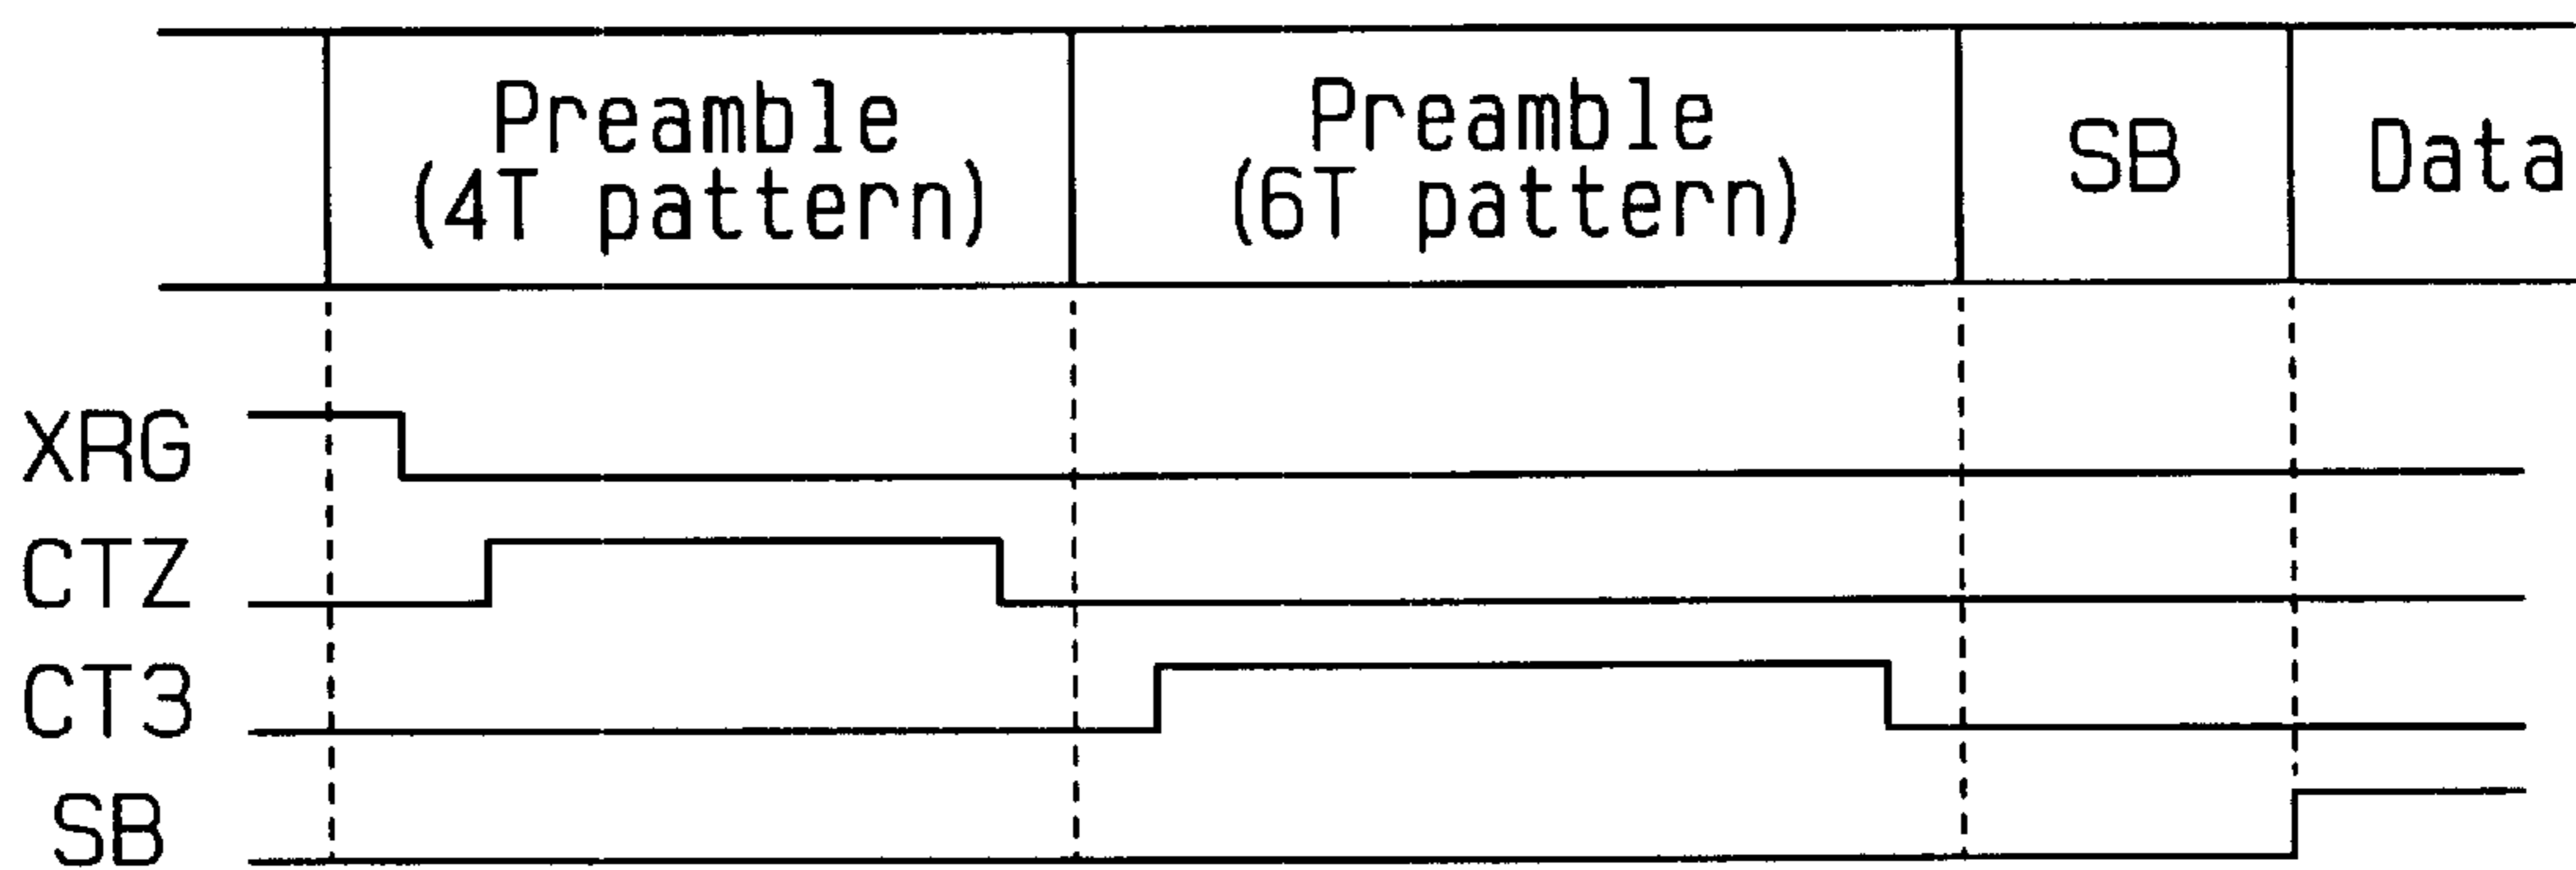 Preamble
(4T pattern)
Preamble
(6T pattern)
SB
Data
XRG
CTZ
CT3
SB